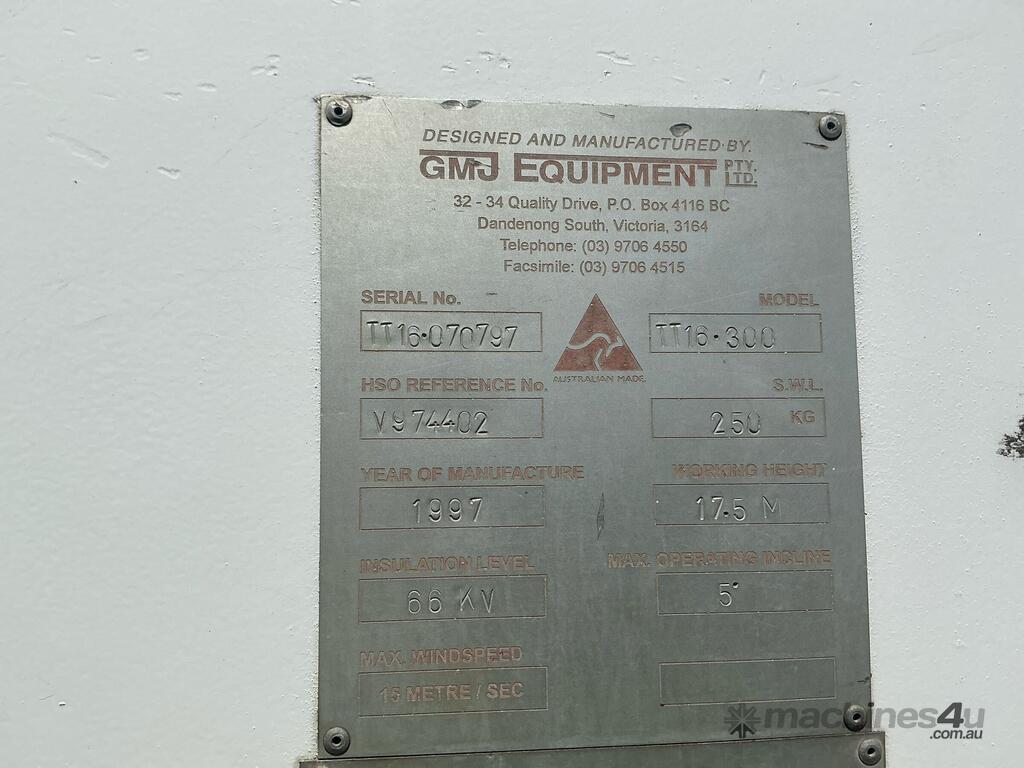 DESIGNED AND MANUFACTURED BY.
GMJ EQUIPMENT PTY. LTD.
32 - 34 Quality Drive, P.O. Box 4116 BC
Dandenong South, Victoria, 3164
Telephone: (03) 9706 4550
Facsimile: (03) 9706 4515
SERIAL No. MODEL
TT16·070797 TT16·300
AUSTRALIAN MADE
HSO REFERENCE No. S.W.L.
V974402 250 KG
YEAR OF MANUFACTURE WORKING HEIGHT
1997 17.5 M
INSULATION LEVEL MAX. OPERATING INCLINE
66 KV 5°
MAX. WINDSPEED
15 METRE / SEC
machines4u
.com.au